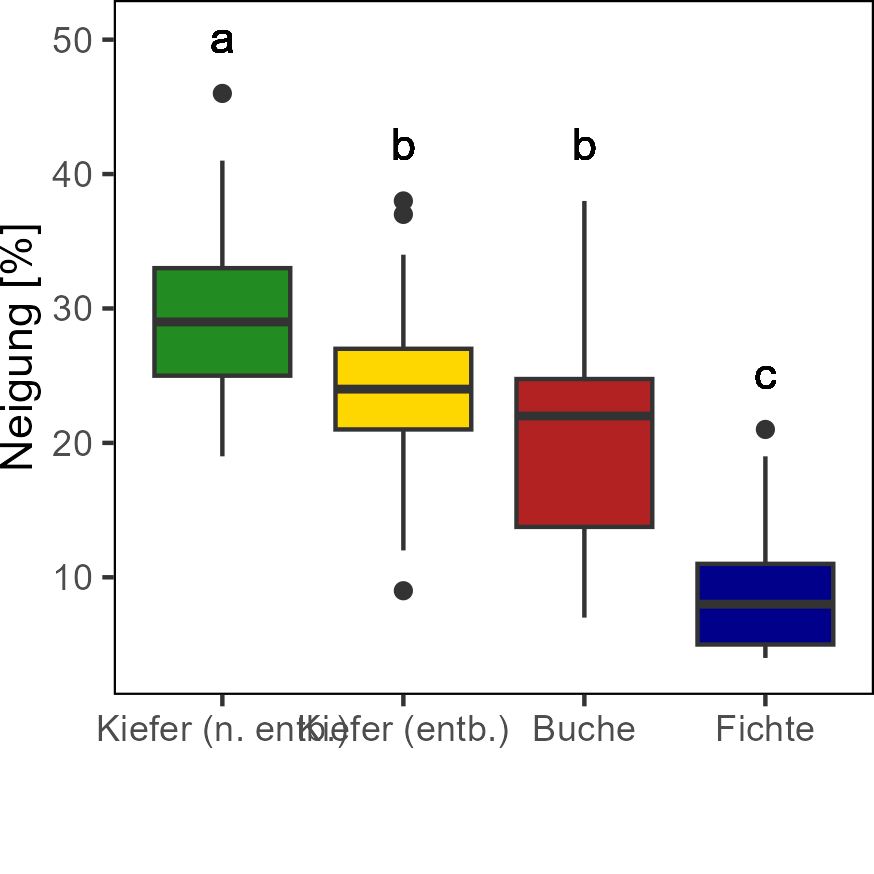 Neigung [%]
50
40
30
20
10
a
b
b
c
Kiefer (n. entb.)
Kiefer (entb.)
Buche
Fichte